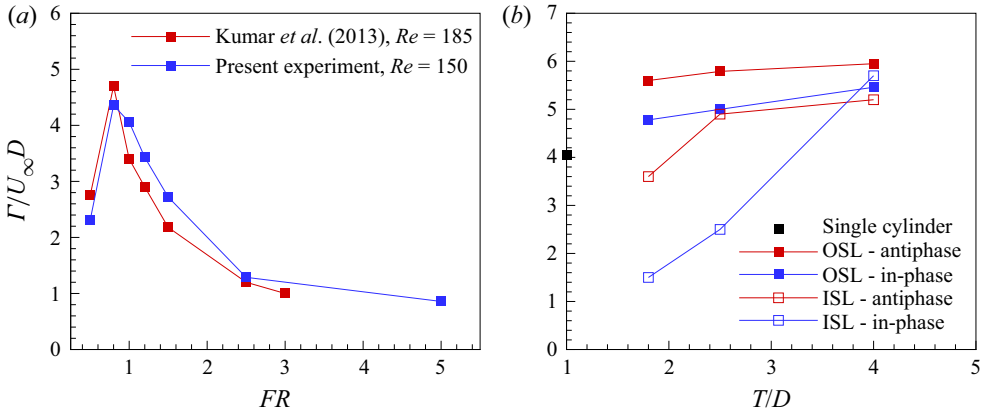 (a)
6
5
4
3
2
1
0
Γ/U∞D
1
2
3
4
5
FR
Kumar et al. (2013), Re = 185
Present experiment, Re = 150
(b)
7
6
5
4
3
2
1
0
1
2
3
4
5
T/D
Single cylinder
OSL - antiphase
OSL - in-phase
ISL - antiphase
ISL - in-phase